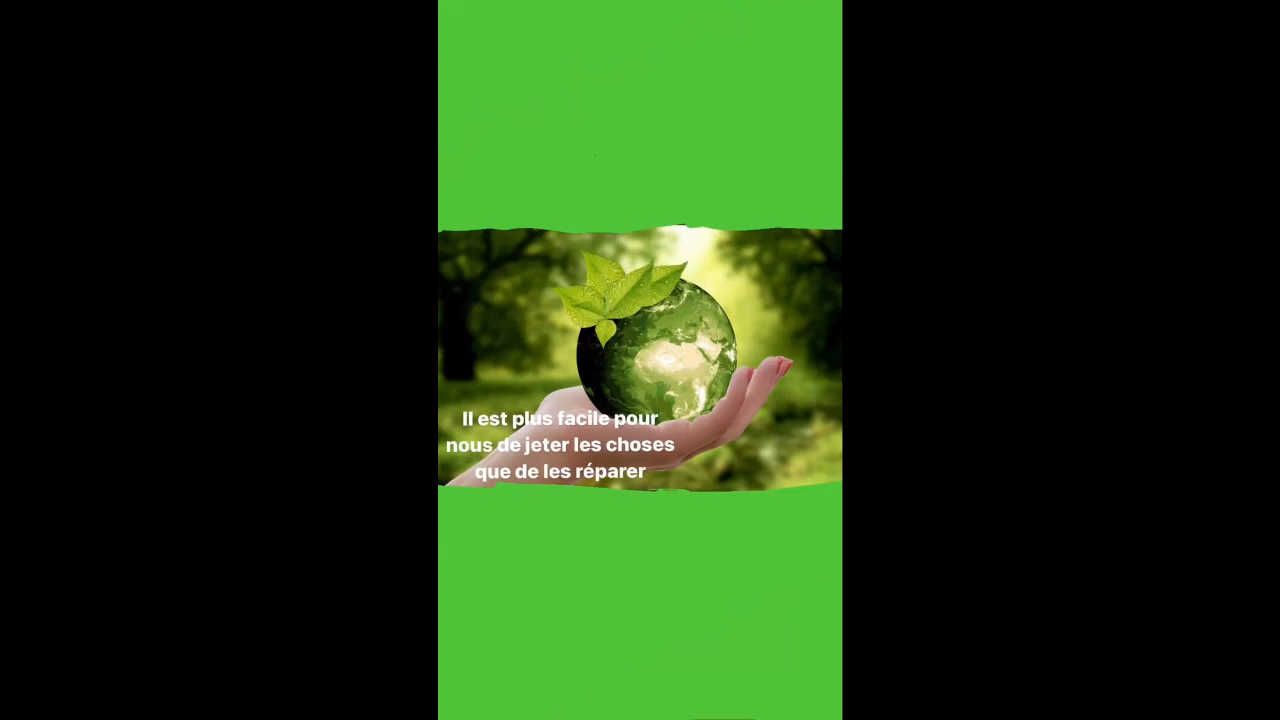 Il est plus facile pour
nous de jeter les choses
que de les réparer